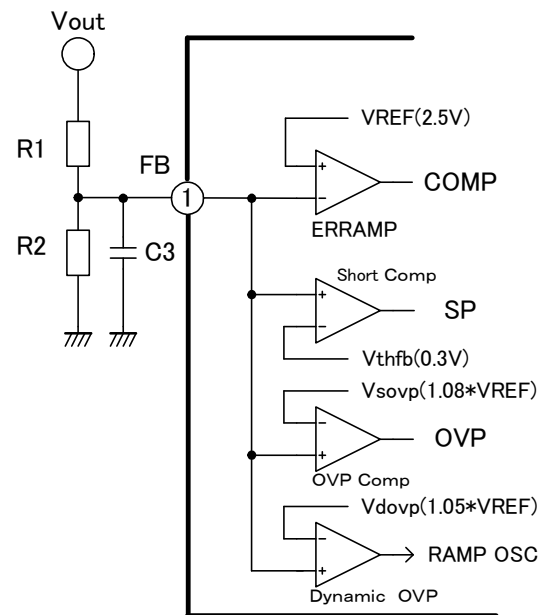 Vout
R1
R2
C3
FB
1
VREF(2.5V)
COMP
ERRAMP
Short Comp
SP
Vthfb(0.3V)
Vsovp(1.08*VREF)
OVP
OVP Comp
Vdovp(1.05*VREF)
RAMP OSC
Dynamic OVP